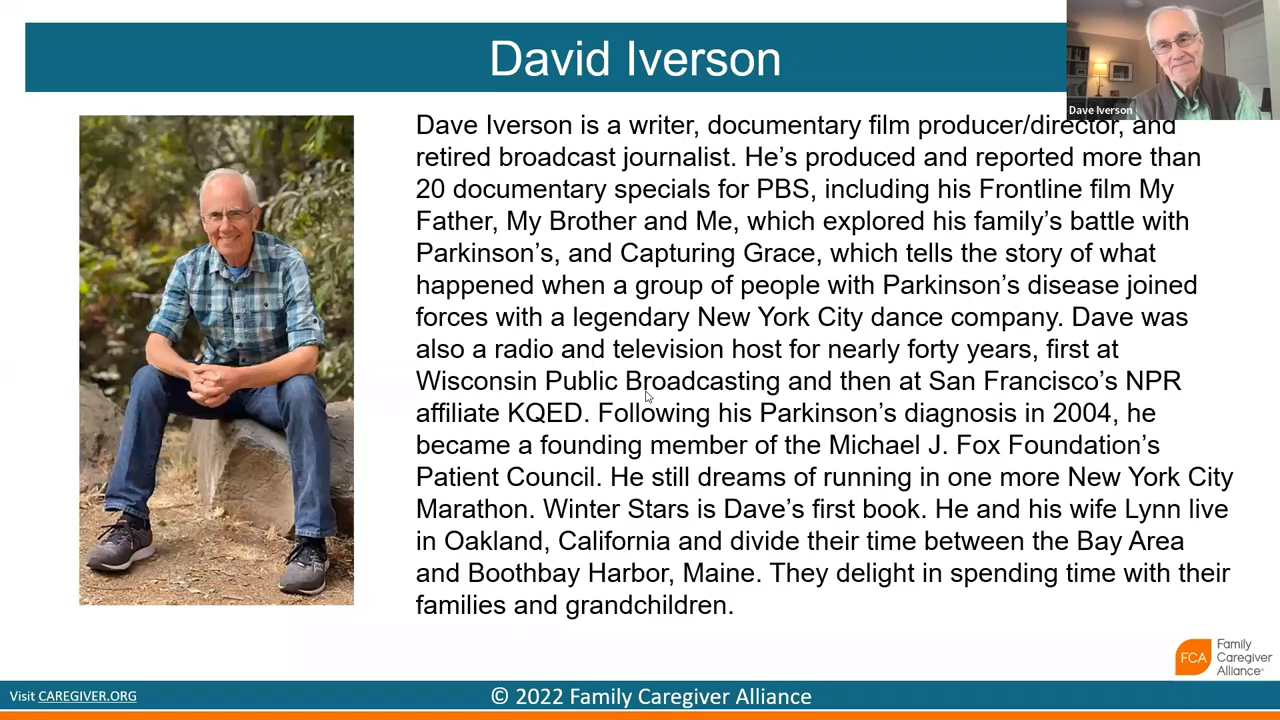 David Iverson
Dave Iverson
Dave Iverson is a writer, documentary film producer/director, and
retired broadcast journalist. He’s produced and reported more than
20 documentary specials for PBS, including his Frontline film My
Father, My Brother and Me, which explored his family’s battle with
Parkinson’s, and Capturing Grace, which tells the story of what
happened when a group of people with Parkinson’s disease joined
forces with a legendary New York City dance company. Dave was
also a radio and television host for nearly forty years, first at
Wisconsin Public Broadcasting and then at San Francisco’s NPR
affiliate KQED. Following his Parkinson’s diagnosis in 2004, he
became a founding member of the Michael J. Fox Foundation’s
Patient Council. He still dreams of running in one more New York City
Marathon. Winter Stars is Dave’s first book. He and his wife Lynn live
in Oakland, California and divide their time between the Bay Area
and Boothbay Harbor, Maine. They delight in spending time with their
families and grandchildren.
FCA
Family
Caregiver
Alliance®
Visit CAREGIVER.ORG
© 2022 Family Caregiver Alliance